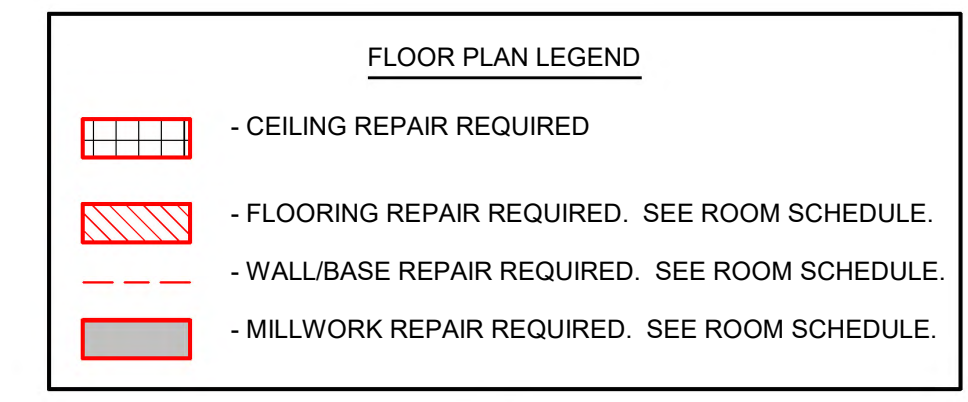 FLOOR PLAN LEGEND
- CEILING REPAIR REQUIRED
- FLOORING REPAIR REQUIRED. SEE ROOM SCHEDULE.
- WALL/BASE REPAIR REQUIRED. SEE ROOM SCHEDULE.
- MILLWORK REPAIR REQUIRED. SEE ROOM SCHEDULE.